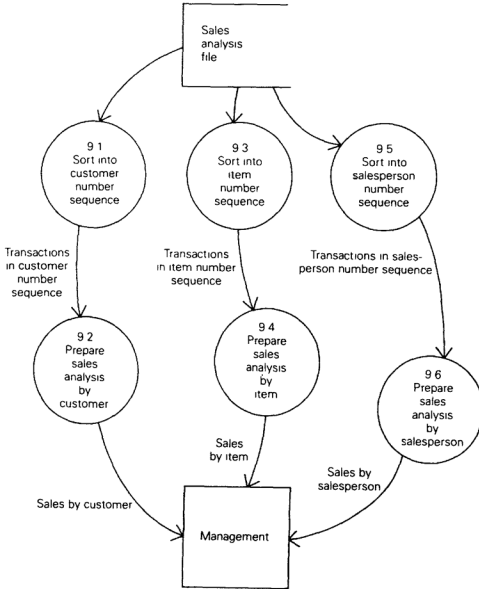 Sales
analysis
file
9 1
Sort into
customer
number
sequence
9 3
Sort into
item
number
sequence
9 5
Sort into
salesperson
number
sequence
Transactions
in customer
number
sequence
Transactions
in item number
sequence
Transactions in sales-
person number sequence
9 2
Prepare
sales
analysis
by
customer
9 4
Prepare
sales
analysis
by
item
9 6
Prepare
sales
analysis
by
salesperson
Sales by customer
Sales
by item
Sales by
salesperson
Management